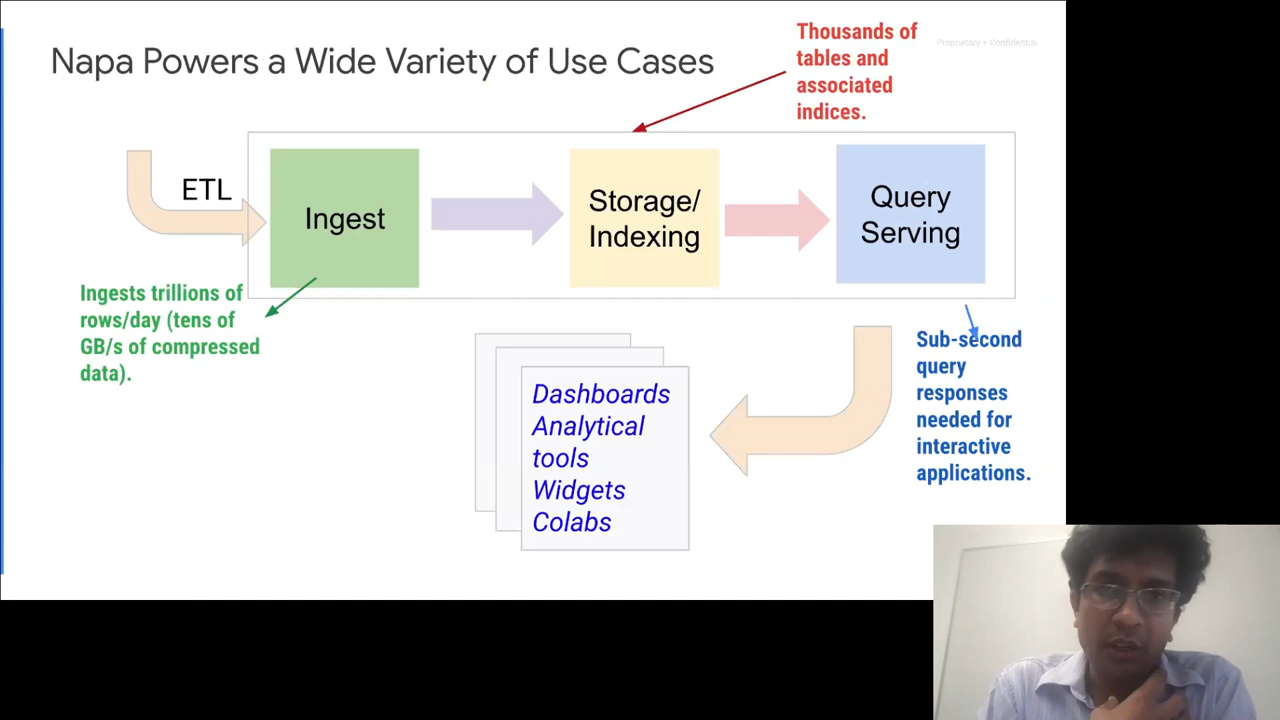 Napa Powers a Wide Variety of Use Cases
Proprietary + Confidential
Thousands of
tables and
associated
indices.
ETL
Ingest
Storage/
Indexing
Query
Serving
Ingests trillions of
rows/day (tens of
GB/s of compressed
data).
Dashboards
Analytical
tools
Widgets
Colabs
Sub-second
query
responses
needed for
interactive
applications.